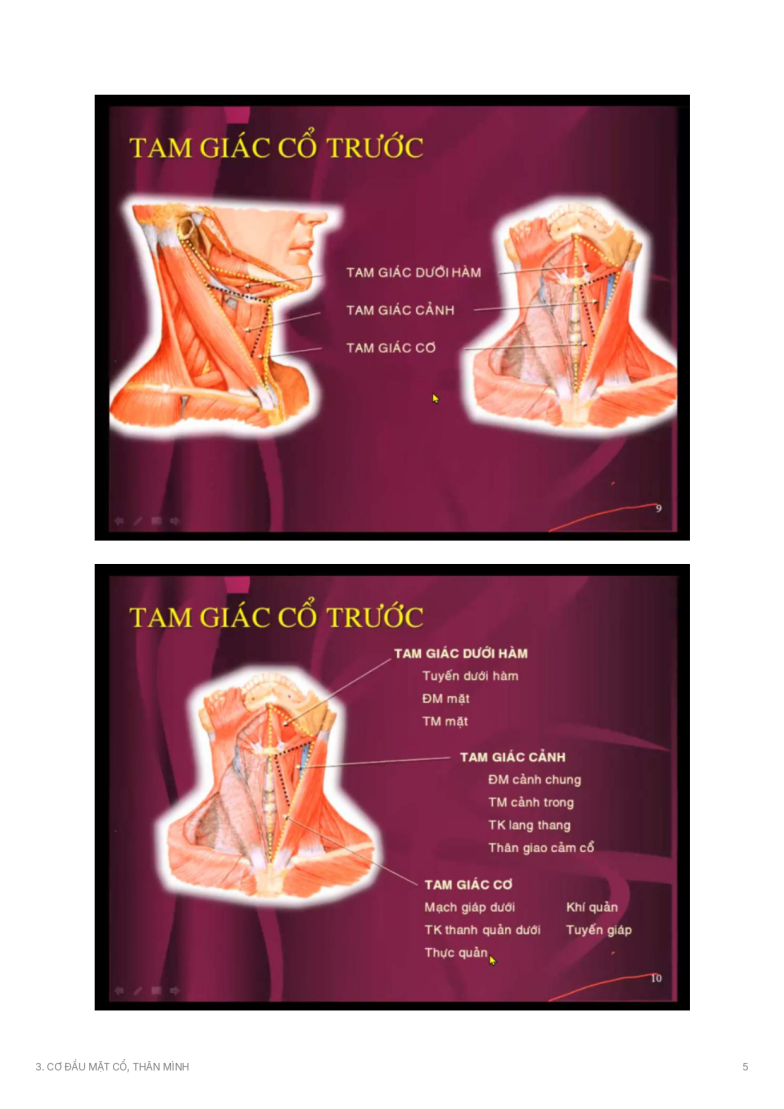 TAM GIÁC CỔ TRƯỚC
TAM GIÁC DƯỚI HÀM
TAM GIÁC CẢNH
TAM GIÁC CƠ
9
TAM GIÁC CỔ TRƯỚC
TAM GIÁC DƯỚI HÀM
Tuyến dưới hàm
ĐM mặt
TM mặt
TAM GIÁC CẢNH
ĐM cảnh chung
TM cảnh trong
TK lang thang
Thân giao cảm cổ
TAM GIÁC CƠ
Mạch giáp dưới Khí quản
TK thanh quản dưới Tuyến giáp
Thực quản
10
3. CƠ ĐẦU MẶT CỔ, THÂN MÌNH 5